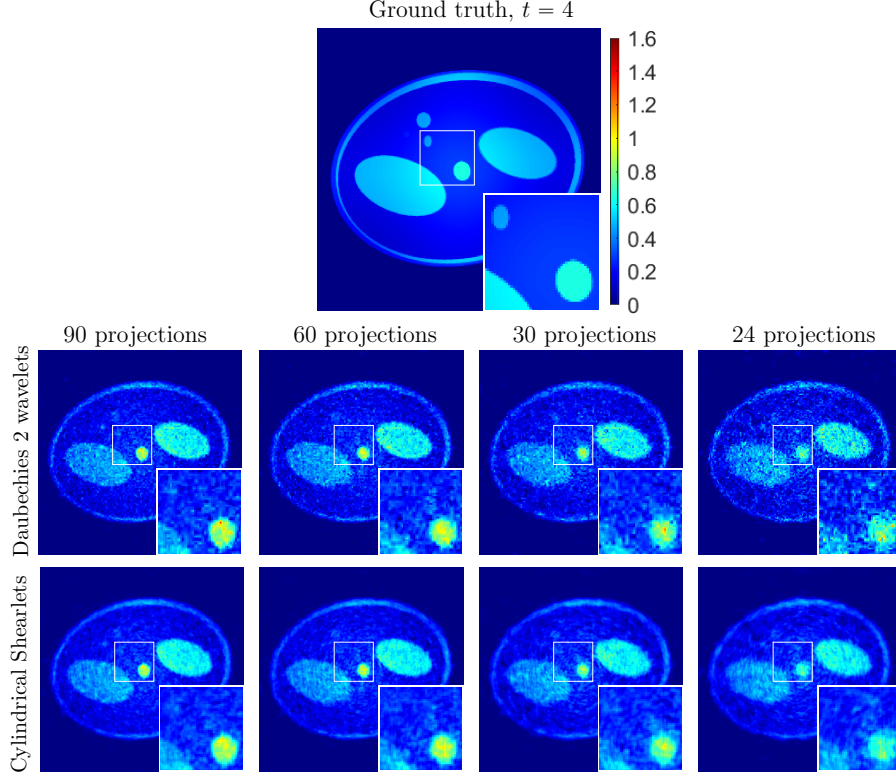 Ground truth, t = 4
1.6
1.4
1.2
1
0.8
0.6
0.4
0.2
0
90 projections
60 projections
30 projections
24 projections
Daubechies 2 wavelets
Cylindrical Shearlets